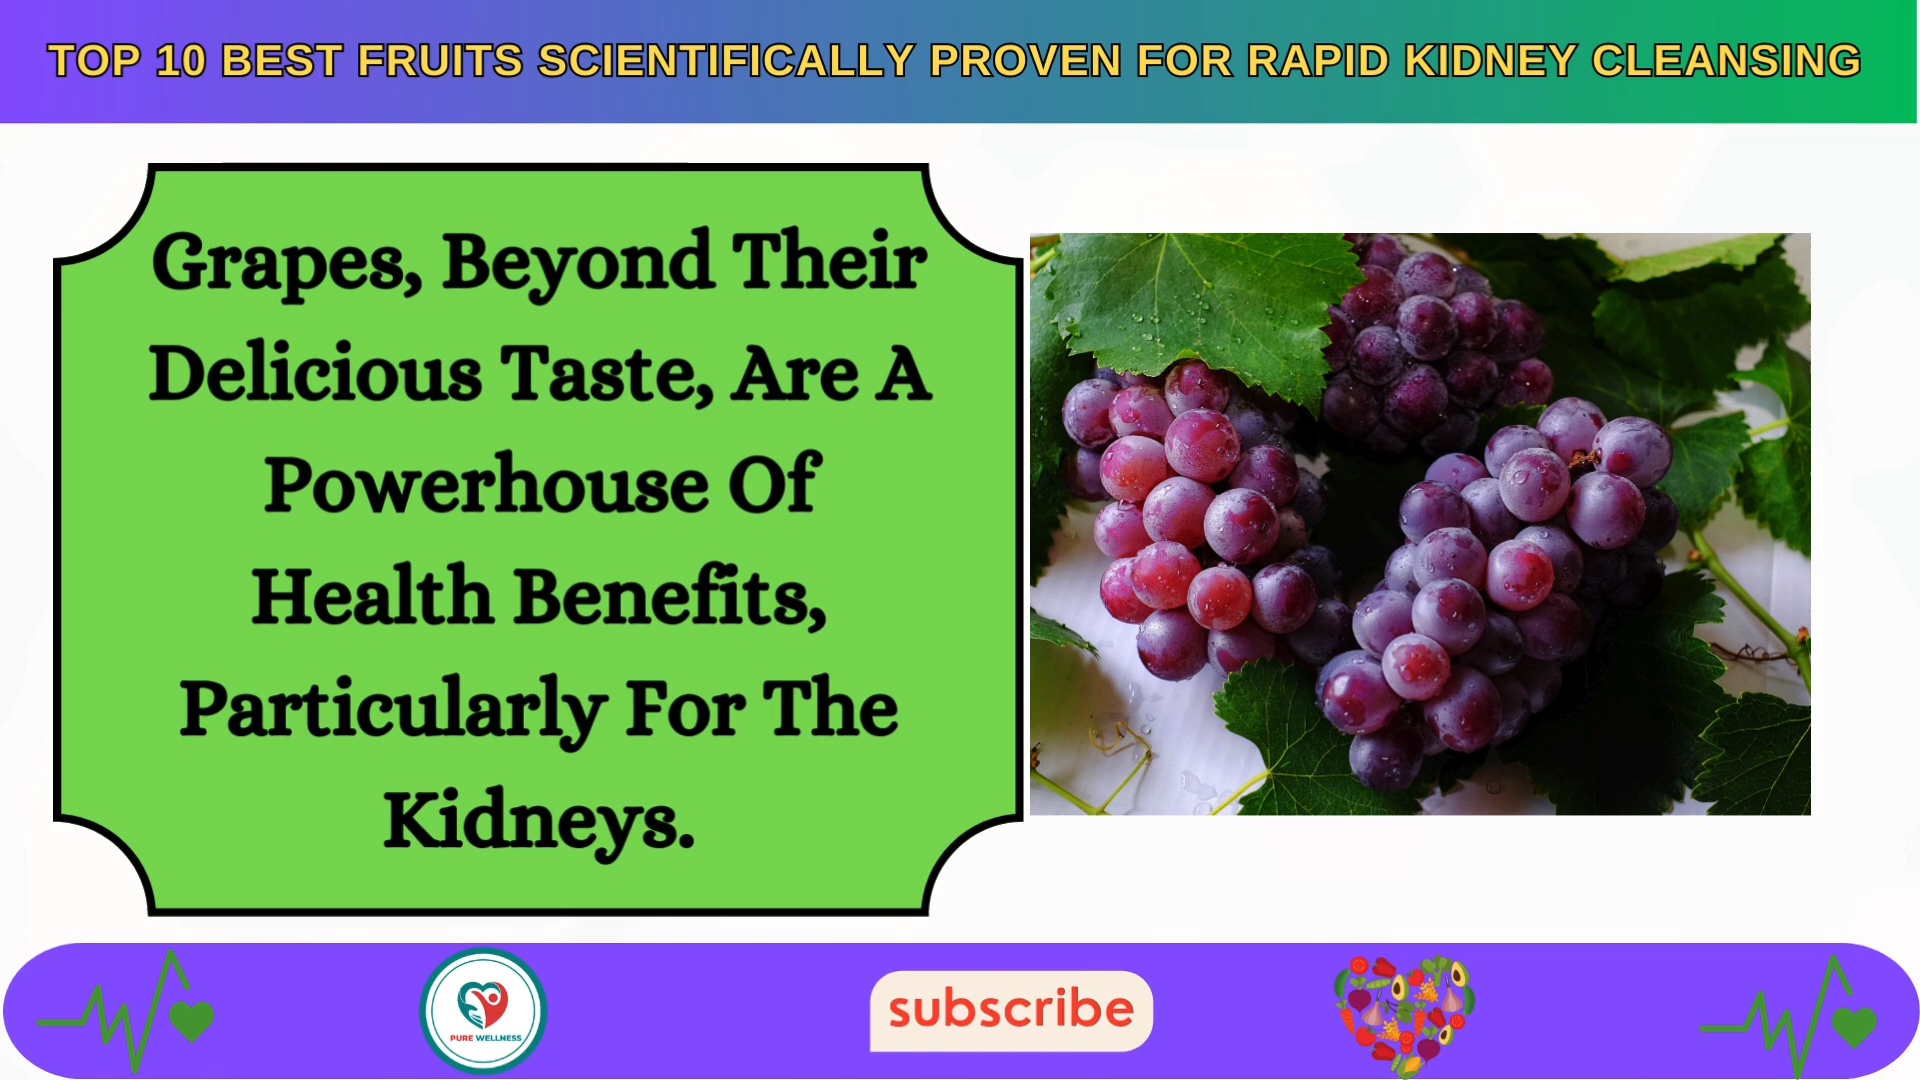 TOP 10 BEST FRUITS SCIENTIFICALLY PROVEN FOR RAPID KIDNEY CLEANSING
Grapes, Beyond Their
Delicious Taste, Are A
Powerhouse Of
Health Benefits,
Particularly For The
Kidneys.
PURE WELLNESS
subscribe